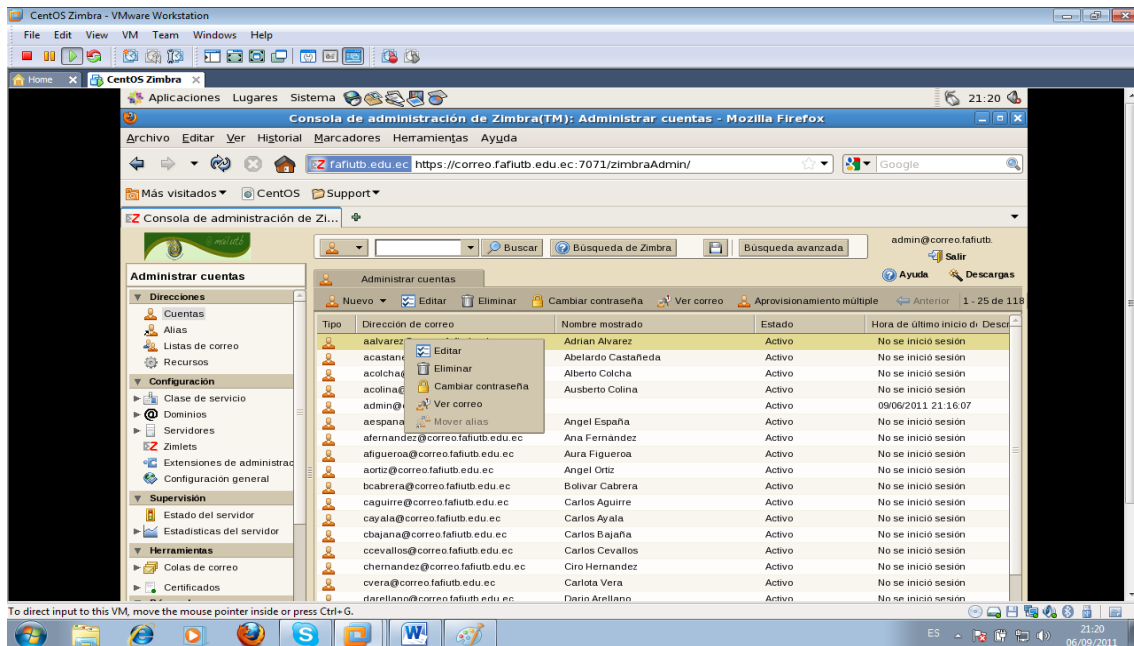 CentOS Zimbra - VMware Workstation
File Edit View VM Team Windows Help
Home CentOS Zimbra
Aplicaciones Lugares Sistema 21:20
Consola de administración de Zimbra(TM): Administrar cuentas - Mozilla Firefox
Archivo Editar Ver Historial Marcadores Herramientas Ayuda
fafiutb.edu.ec https://correo.fafiutb.edu.ec:7071/zimbraAdmin/ Google
Más visitados CentOS Support
Consola de administración de Zi...
Buscar Búsqueda de Zimbra Búsqueda avanzada
admin@correo.fafiutb.
Salir
Ayuda Descargas
Administrar cuentas
Direcciones
Cuentas
Alias
Listas de correo
Recursos
Configuración
Clase de servicio
Dominios
Servidores
Zimlets
Extensiones de administrac
Configuración general
Supervisión
Estado del servidor
Estadísticas del servidor
Herramientas
Colas de correo
Certificados
Administrar cuentas
Nuevo Editar Eliminar Cambiar contraseña Ver correo Aprovisionamiento múltiple Anterior 1 - 25 de 118
Tipo Dirección de correo Nombre mostrado Estado Hora de último inicio d Descr
aalvarez Adrian Alvarez Activo No se inició sesión
acastane Abelardo Castañeda Activo No se inició sesión
acolcha Alberto Colcha Activo No se inició sesión
acolina Ausberto Colina Activo No se inició sesión
admin@ Activo 09/06/2011 21:16:07
aespana Angel España Activo No se inició sesión
Editar
Eliminar
Cambiar contraseña
Ver correo
Mover alias
afernandez@correo.fafiutb.edu.ec Ana Fernández Activo No se inició sesión
afigueroa@correo.fafiutb.edu.ec Aura Figueroa Activo No se inició sesión
aortiz@correo.fafiutb.edu.ec Angel Ortiz Activo No se inició sesión
bcabrera@correo.fafiutb.edu.ec Bolivar Cabrera Activo No se inició sesión
caguirre@correo.fafiutb.edu.ec Carlos Aguirre Activo No se inició sesión
cayala@correo.fafiutb.edu.ec Carlos Ayala Activo No se inició sesión
cbajana@correo.fafiutb.edu.ec Carlos Bajaña Activo No se inició sesión
ccevallos@correo.fafiutb.edu.ec Carlos Cevallos Activo No se inició sesión
chernandez@correo.fafiutb.edu.ec Ciro Hernandez Activo No se inició sesión
cvera@correo.fafiutb.edu.ec Carlota Vera Activo No se inició sesión
darellano@correo.fafiutb.edu.ec Dario Arellano Activo No se inició sesión
To direct input to this VM, move the mouse pointer inside or press Ctrl+G.
ES 21:20
06/09/2011